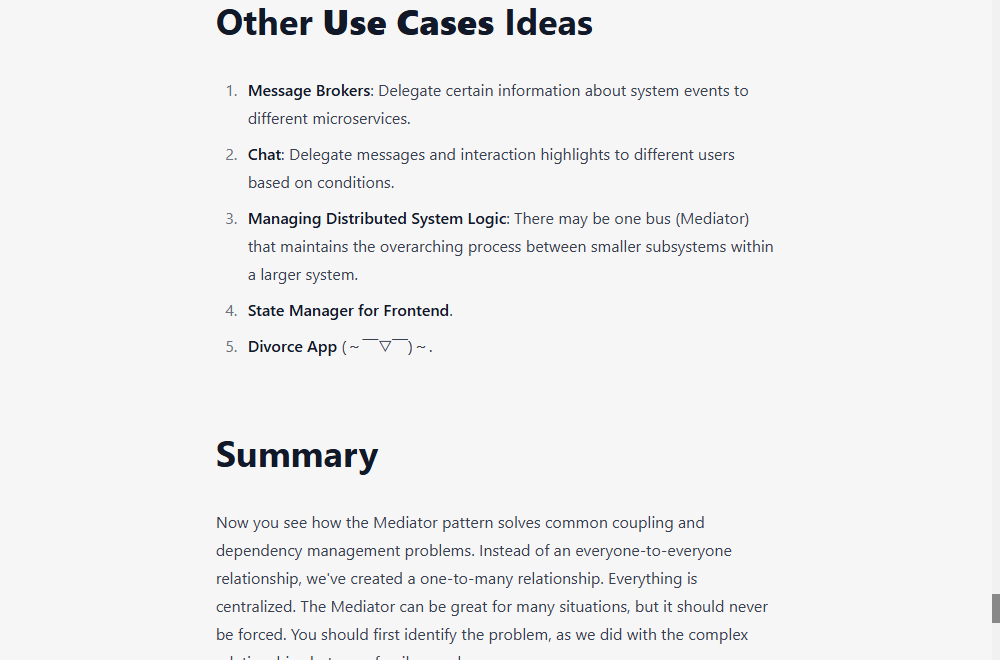 Other Use Cases Ideas
1. Message Brokers: Delegate certain information about system events to
different microservices.
2. Chat: Delegate messages and interaction highlights to different users
based on conditions.
3. Managing Distributed System Logic: There may be one bus (Mediator)
that maintains the overarching process between smaller subsystems within
a larger system.
4. State Manager for Frontend.
5. Divorce App (～￣▽￣)～.
Summary
Now you see how the Mediator pattern solves common coupling and
dependency management problems. Instead of an everyone-to-everyone
relationship, we've created a one-to-many relationship. Everything is
centralized. The Mediator can be great for many situations, but it should never
be forced. You should first identify the problem, as we did with the complex